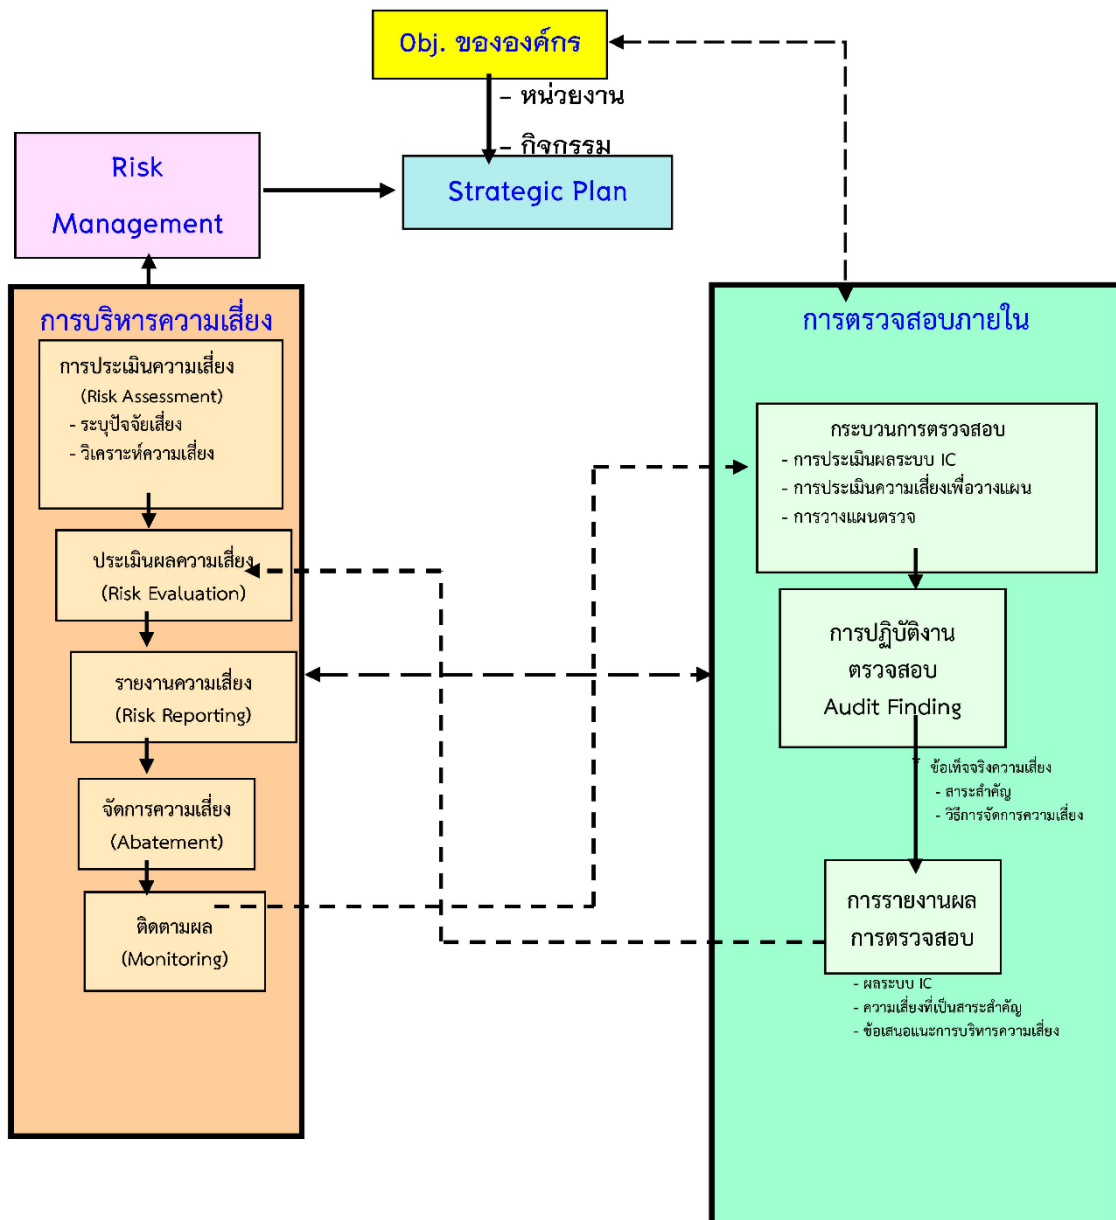 Obj. ขององค์กร
– หน่วยงาน
– กิจกรรม
Risk
Management
Strategic Plan
การบริหารความเสี่ยง
การประเมินความเสี่ยง
(Risk Assessment)
- ระบุปัจจัยเสี่ยง
- วิเคราะห์ความเสี่ยง
ประเมินผลความเสี่ยง
(Risk Evaluation)
รายงานความเสี่ยง
(Risk Reporting)
จัดการความเสี่ยง
(Abatement)
ติดตามผล
(Monitoring)
การตรวจสอบภายใน
กระบวนการตรวจสอบ
- การประเมินผลระบบ IC
- การประเมินความเสี่ยงเพื่อวางแผน
- การวางแผนตรวจ
การปฏิบัติงาน
ตรวจสอบ
Audit Finding
* ข้อเท็จจริงความเสี่ยง
- สาระสำคัญ
- วิธีการจัดการความเสี่ยง
การรายงานผล
การตรวจสอบ
- ผลระบบ IC
- ความเสี่ยงที่เป็นสาระสำคัญ
- ข้อเสนอแนะการบริหารความเสี่ยง